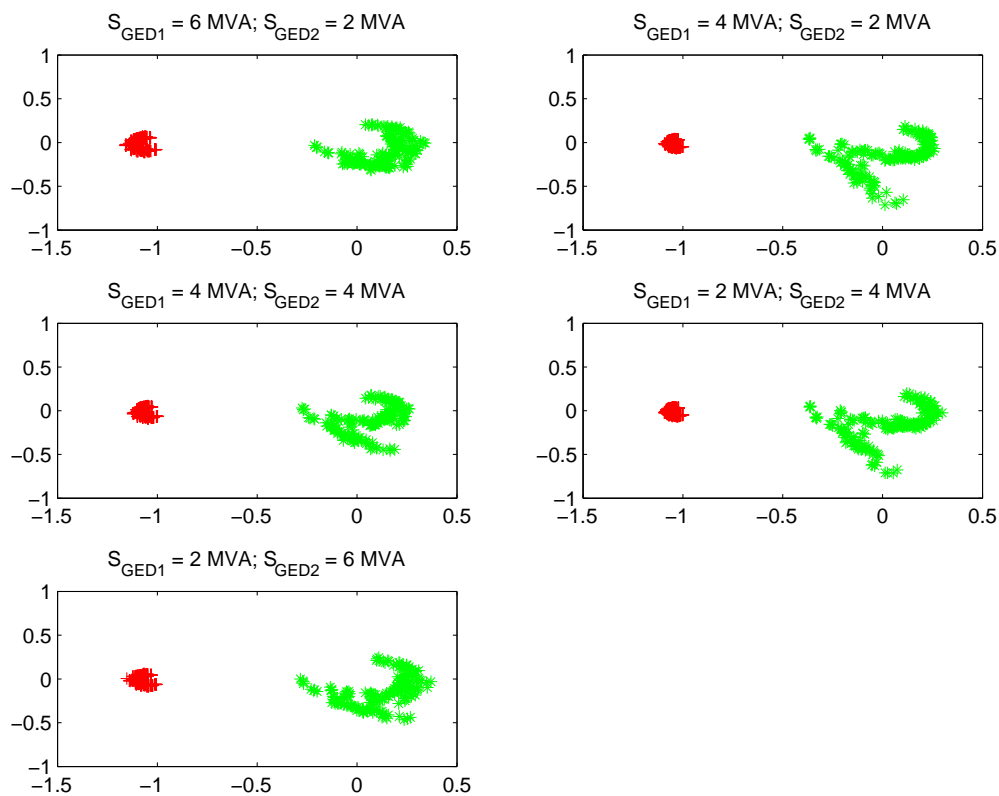 S_GED1 = 6 MVA; S_GED2 = 2 MVA
1
0.5
0
−0.5
−1
−1.5 −1 −0.5 0 0.5
S_GED1 = 4 MVA; S_GED2 = 2 MVA
1
0.5
0
−0.5
−1
−1.5 −1 −0.5 0 0.5
S_GED1 = 4 MVA; S_GED2 = 4 MVA
1
0.5
0
−0.5
−1
−1.5 −1 −0.5 0 0.5
S_GED1 = 2 MVA; S_GED2 = 4 MVA
1
0.5
0
−0.5
−1
−1.5 −1 −0.5 0 0.5
S_GED1 = 2 MVA; S_GED2 = 6 MVA
1
0.5
0
−0.5
−1
−1.5 −1 −0.5 0 0.5